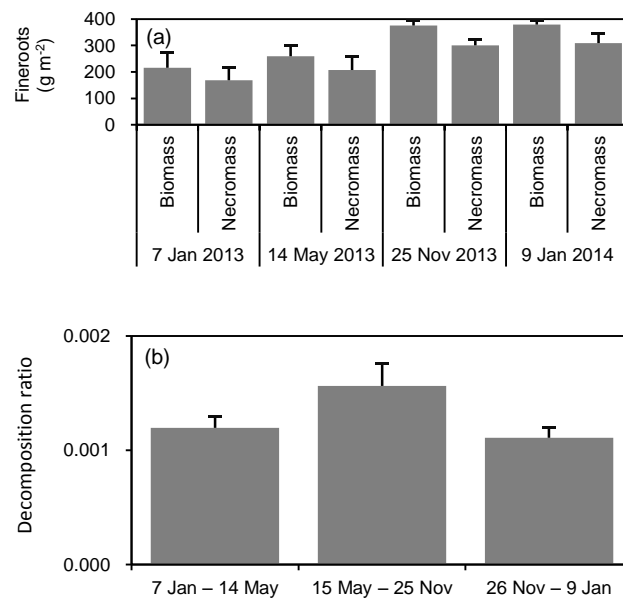 (a)
Fineroots
(g m-2)
400
300
200
100
0
Biomass
Necromass
Biomass
Necromass
Biomass
Necromass
Biomass
Necromass
7 Jan 2013
14 May 2013
25 Nov 2013
9 Jan 2014
(b)
Decomposition ratio
0.002
0.001
0.000
7 Jan – 14 May
15 May – 25 Nov
26 Nov – 9 Jan